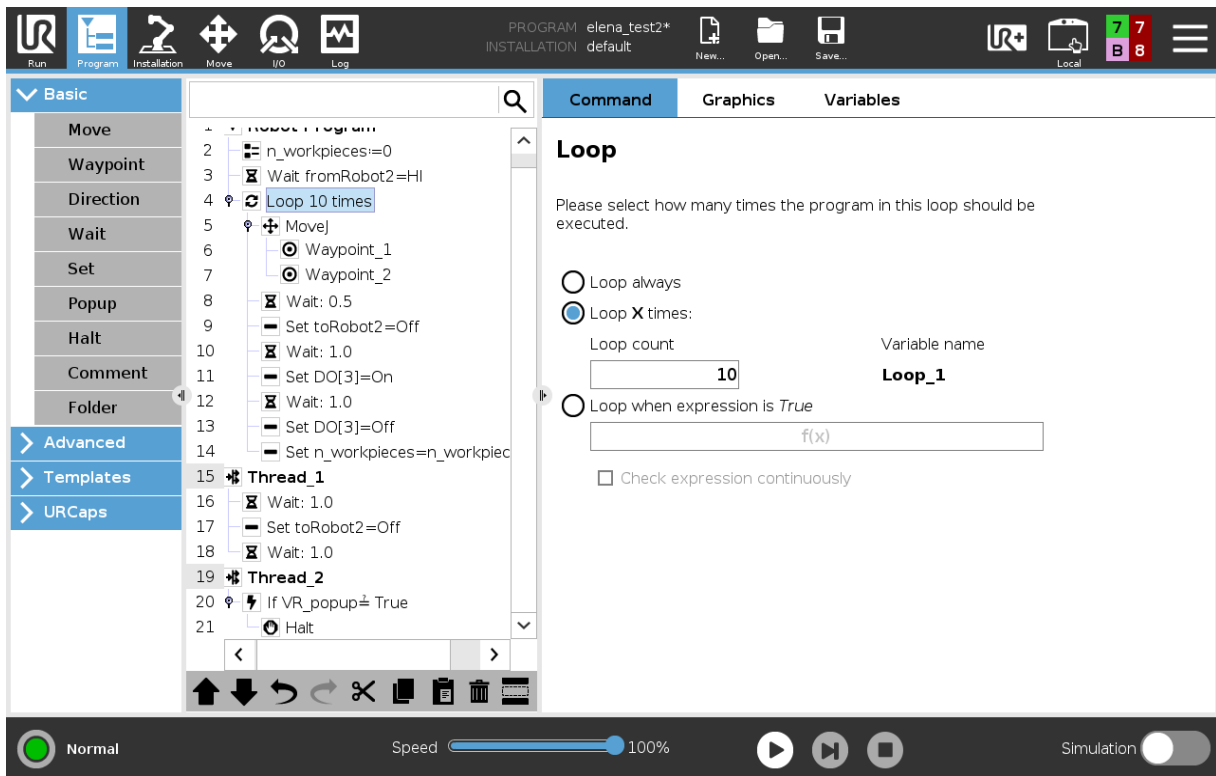 PROGRAM elena_test2*
INSTALLATION default
Run
Program
Installation
Move
I/O
Log
New...
Open...
Save...
UR
UR+
Local
7 7
B 8
Basic
Move
Waypoint
Direction
Wait
Set
Popup
Halt
Comment
Folder
Advanced
Templates
URCaps
1 Robot Program
2 n_workpieces≔0
3 Wait fromRobot2=HI
4 Loop 10 times
5 MoveJ
6 Waypoint_1
7 Waypoint_2
8 Wait: 0.5
9 Set toRobot2=Off
10 Wait: 1.0
11 Set DO[3]=On
12 Wait: 1.0
13 Set DO[3]=Off
14 Set n_workpieces=n_workpiec
15 Thread_1
16 Wait: 1.0
17 Set toRobot2=Off
18 Wait: 1.0
19 Thread_2
20 If VR_popup≟ True
21 Halt
Command
Graphics
Variables
Loop
Please select how many times the program in this loop should be
executed.
Loop always
Loop X times:
Loop count
Variable name
10
Loop_1
Loop when expression is True
f(x)
Check expression continuously
Normal
Speed
100%
Simulation